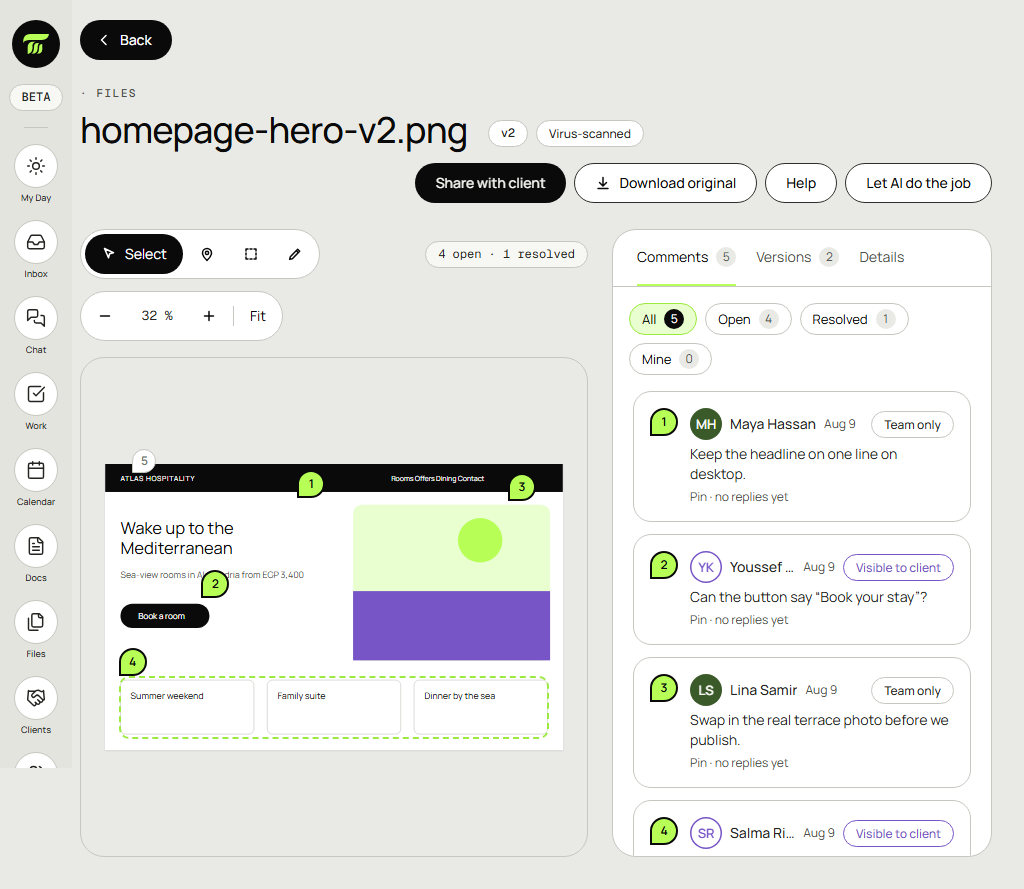 Back
BETA
· FILES
homepage-hero-v2.png
v2
Virus-scanned
Share with client
Download original
Help
Let AI do the job
My Day
Inbox
Chat
Work
Calendar
Docs
Files
Clients
Select
4 open · 1 resolved
32 %
Fit
5
ATLAS HOSPITALITY
1
Rooms Offers Dining Contact
3
Wake up to the
Mediterranean
Sea-view rooms in from EGP 3,400
2
Book a room
4
Summer weekend
Family suite
Dinner by the sea
Comments 5
Versions 2
Details
All 5
Open 4
Resolved 1
Mine 0
1
MH
Maya Hassan
Aug 9
Team only
Keep the headline on one line on
desktop.
Pin · no replies yet
2
YK
Youssef ...
Aug 9
Visible to client
Can the button say “Book your stay”?
Pin · no replies yet
3
LS
Lina Samir
Aug 9
Team only
Swap in the real terrace photo before we
publish.
Pin · no replies yet
4
SR
Salma Ri...
Aug 9
Visible to client